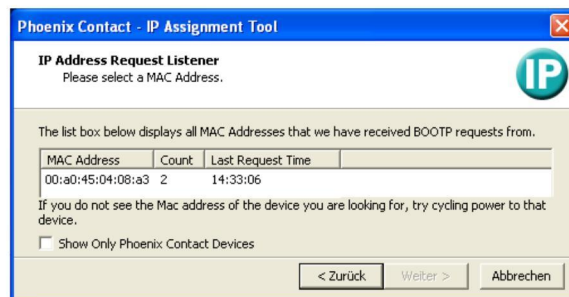 Phoenix Contact - IP Assignment Tool
IP Address Request Listener
Please select a MAC Address.
IP
The list box below displays all MAC Addresses that we have received BOOTP requests from.
MAC Address Count Last Request Time
00:a0:45:04:08:a3 2 14:33:06
If you do not see the Mac address of the device you are looking for, try cycling power to that
device.
Show Only Phoenix Contact Devices
< Zurück Weiter > Abbrechen